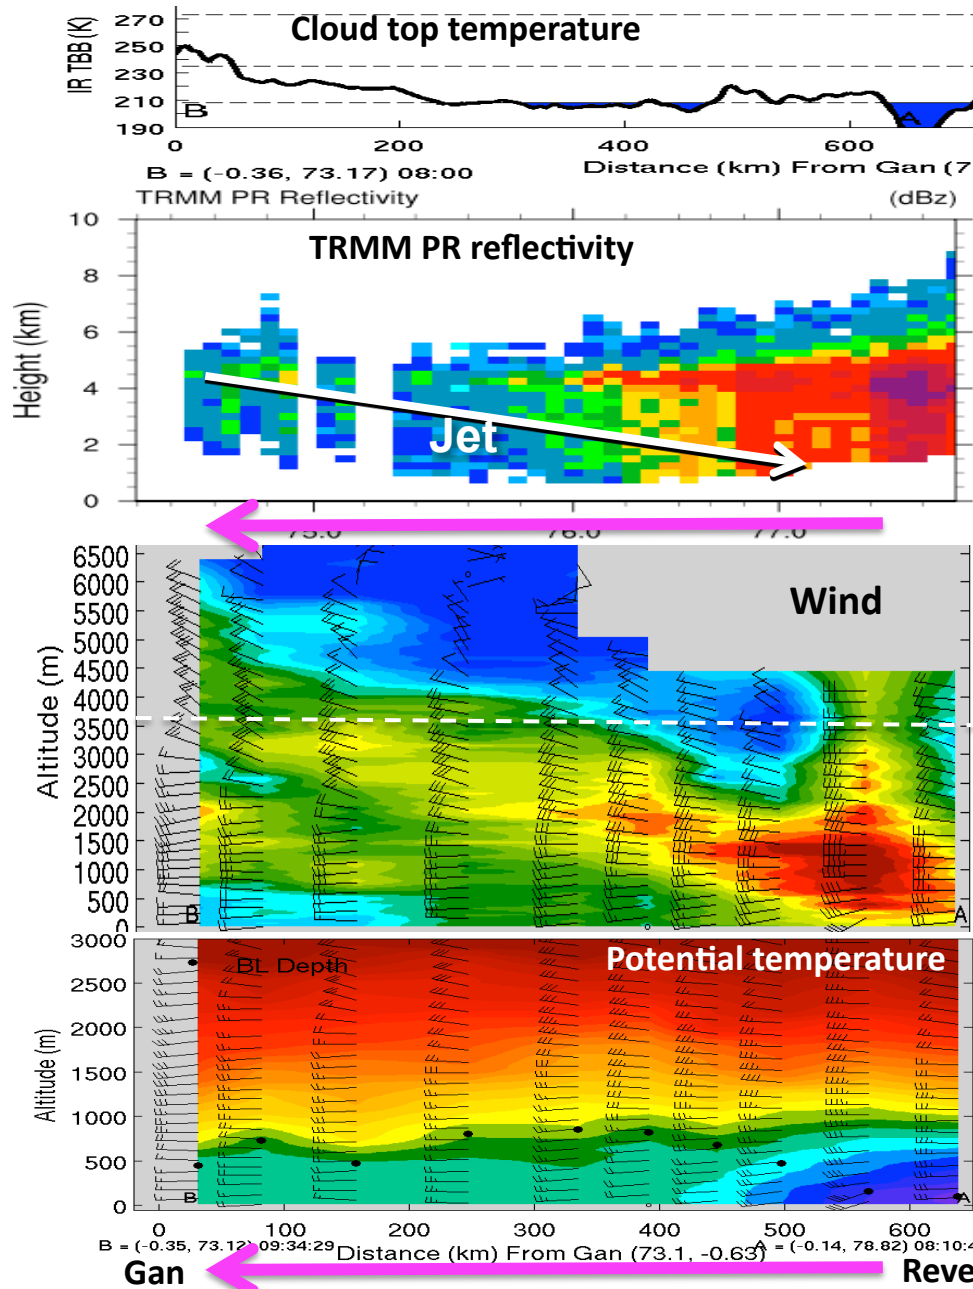 Cloud top temperature
IR TBB (K)
270
250
230
210
190
B
A
0
200
400
600
B = (-0.36, 73.17) 08:00
Distance (km) From Gan (7
TRMM PR Reflectivity
(dBz)
TRMM PR reflectivity
Height (km)
10
8
6
4
2
0
Jet
75.0
76.0
77.0
Wind
Altitude (m)
6500
6000
5500
5000
4500
4000
3500
3000
2500
2000
1500
1000
500
0
B
A
Potential temperature
BL Depth
Altitude (m)
3000
2500
2000
1500
1000
500
0
B
A
0
100
200
300
400
500
600
B = (-0.35, 73.12) 09:34:29
Distance (km) From Gan (73.1, -0.63)
A = (-0.14, 78.82) 08:10:4
Gan
Reve